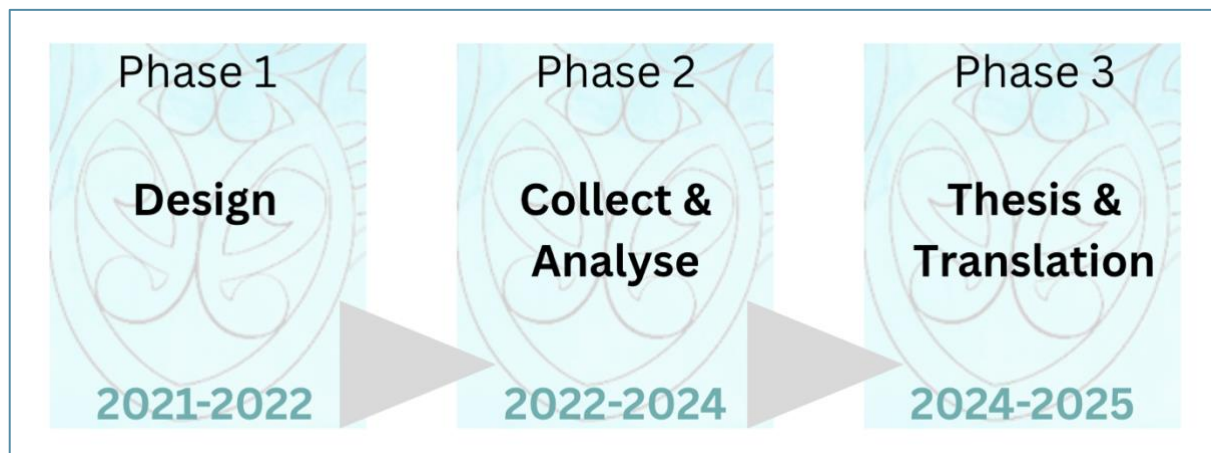 Phase 1
Design
2021-2022
Phase 2
Collect &
Analyse
2022-2024
Phase 3
Thesis &
Translation
2024-2025